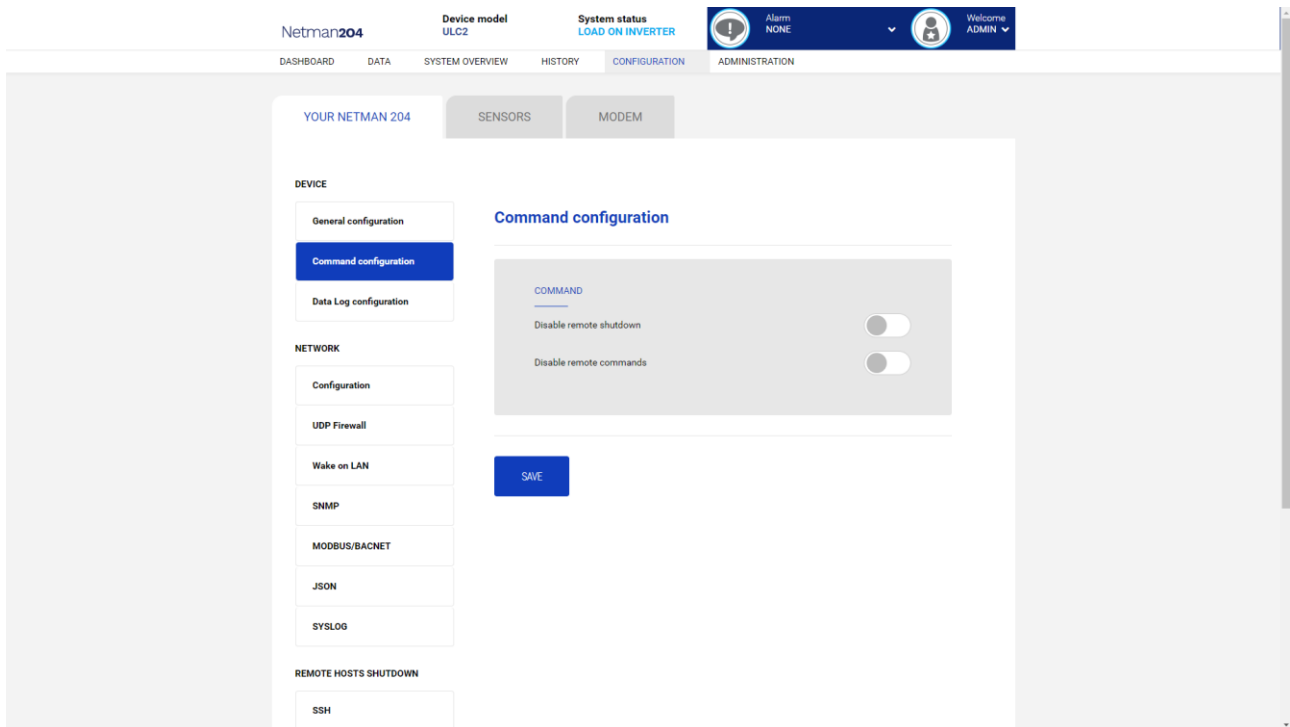 Netman204
Device model
ULC2
System status
LOAD ON INVERTER
Alarm
NONE
Welcome
ADMIN
DASHBOARD DATA SYSTEM OVERVIEW HISTORY CONFIGURATION ADMINISTRATION
YOUR NETMAN 204 SENSORS MODEM
DEVICE
General configuration
Command configuration
Data Log configuration
NETWORK
Configuration
UDP Firewall
Wake on LAN
SNMP
MODBUS/BACNET
JSON
SYSLOG
REMOTE HOSTS SHUTDOWN
SSH
Command configuration
COMMAND
Disable remote shutdown
Disable remote commands
SAVE